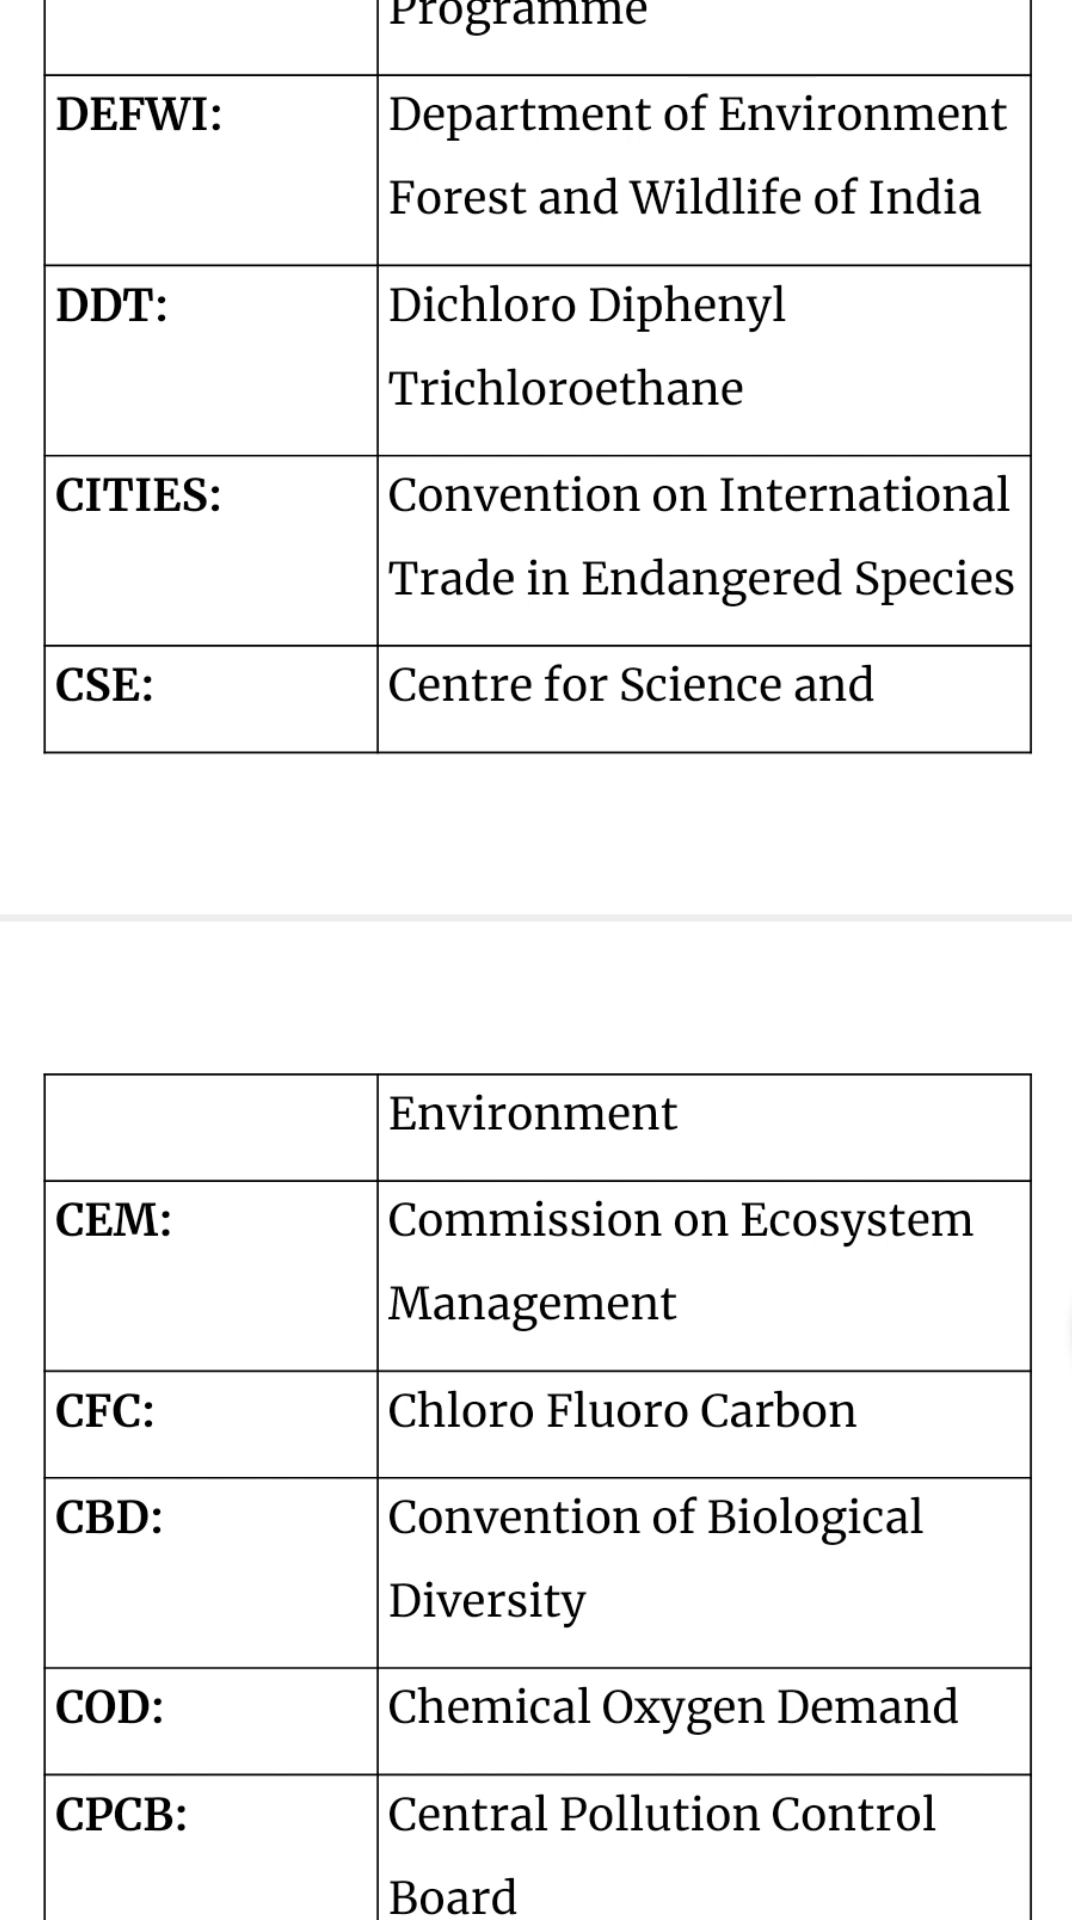 Programme
DEFWI: Department of Environment
Forest and Wildlife of India
DDT: Dichloro Diphenyl
Trichloroethane
CITIES: Convention on International
Trade in Endangered Species
CSE: Centre for Science and
Environment
CEM: Commission on Ecosystem
Management
CFC: Chloro Fluoro Carbon
CBD: Convention of Biological
Diversity
COD: Chemical Oxygen Demand
CPCB: Central Pollution Control
Board